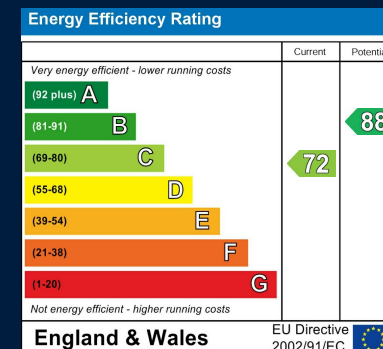 Energy Efficiency Rating
Current
Very energy efficient - lower running costs
(92 plus) A
(81-91) B
88
(69-80) C
72
(55-68) D
(39-54) E
(21-38) F
(1-20) G
Not energy efficient - higher running costs
England & Wales
EU Directive
2002/91/EC